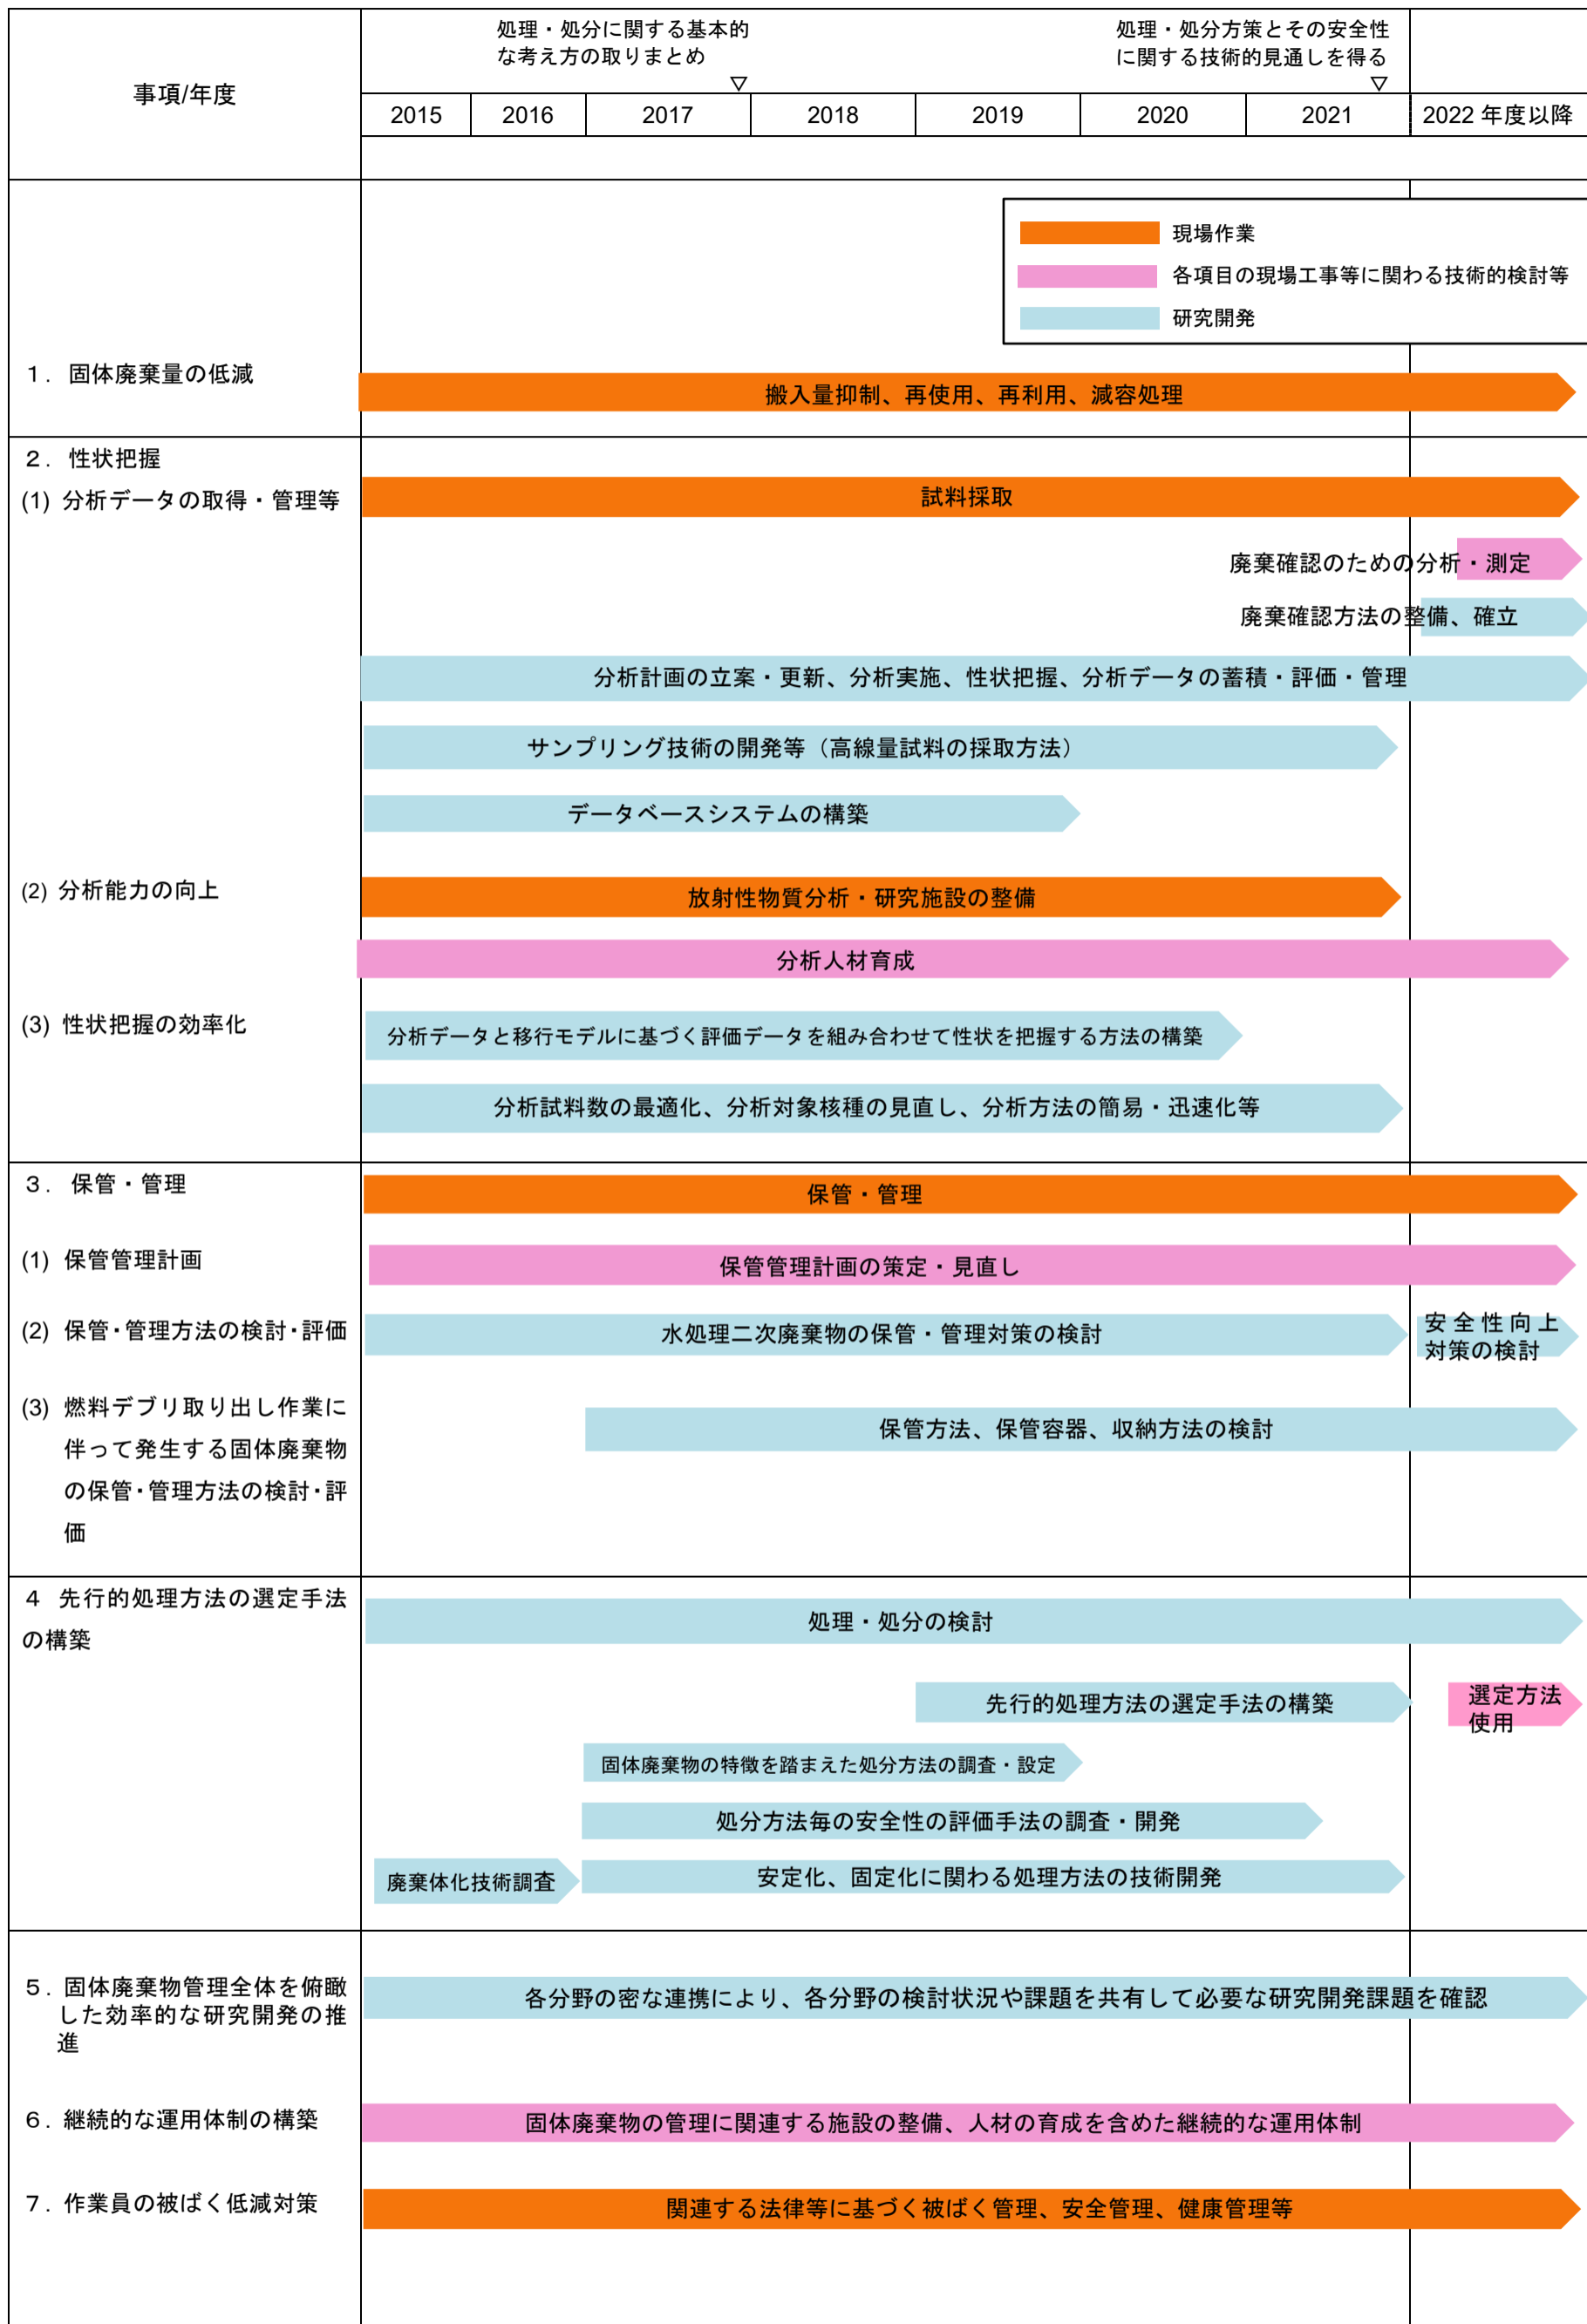 処理・処分に関する基本的
な考え方の取りまとめ
▽
処理・処分方策とその安全性
に関する技術的見通しを得る
▽
事項/年度
2015
2016
2017
2018
2019
2020
2021
2022 年度以降
現場作業
各項目の現場工事等に関わる技術的検討等
研究開発
1. 固体廃棄量の低減
搬入量抑制、再使用、再利用、減容処理
2. 性状把握
(1) 分析データの取得・管理等
試料採取
廃棄確認のための分析・測定
廃棄確認方法の整備、確立
分析計画の立案・更新、分析実施、性状把握、分析データの蓄積・評価・管理
サンプリング技術の開発等（高線量試料の採取方法）
データベースシステムの構築
(2) 分析能力の向上
放射性物質分析・研究施設の整備
分析人材育成
(3) 性状把握の効率化
分析データと移行モデルに基づく評価データを組み合わせて性状を把握する方法の構築
分析試料数の最適化、分析対象核種の見直し、分析方法の簡易・迅速化等
3. 保管・管理
保管・管理
(1) 保管管理計画
保管管理計画の策定・見直し
(2) 保管・管理方法の検討・評価
水処理二次廃棄物の保管・管理対策の検討
安全性向上
対策の検討
(3) 燃料デブリ取り出し作業に
伴って発生する固体廃棄物
の保管・管理方法の検討・評
価
保管方法、保管容器、収納方法の検討
4 先行的処理方法の選定手法
の構築
処理・処分の検討
先行的処理方法の選定手法の構築
選定方法
使用
固体廃棄物の特徴を踏まえた処分方法の調査・設定
処分方法毎の安全性の評価手法の調査・開発
廃棄体化技術調査
安定化、固定化に関わる処理方法の技術開発
5. 固体廃棄物管理全体を俯瞰
した効率的な研究開発の推
進
各分野の密な連携により、各分野の検討状況や課題を共有して必要な研究開発課題を確認
6. 継続的な運用体制の構築
固体廃棄物の管理に関連する施設の整備、人材の育成を含めた継続的な運用体制
7. 作業員の被ばく低減対策
関連する法律等に基づく被ばく管理、安全管理、健康管理等